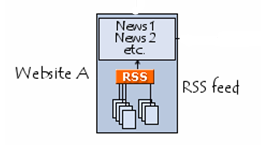 News 1
News 2
etc.
Website A
RSS
RSS feed